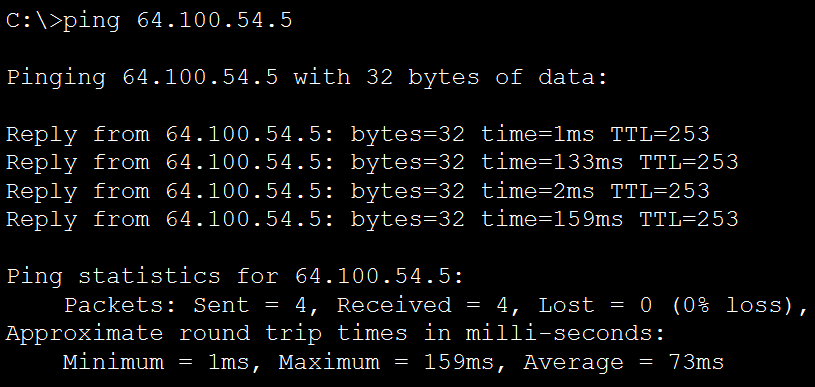 C:\>ping 64.100.54.5
Pinging 64.100.54.5 with 32 bytes of data:
Reply from 64.100.54.5: bytes=32 time=1ms TTL=253
Reply from 64.100.54.5: bytes=32 time=133ms TTL=253
Reply from 64.100.54.5: bytes=32 time=2ms TTL=253
Reply from 64.100.54.5: bytes=32 time=159ms TTL=253
Ping statistics for 64.100.54.5:
    Packets: Sent = 4, Received = 4, Lost = 0 (0% loss),
Approximate round trip times in milli-seconds:
    Minimum = 1ms, Maximum = 159ms, Average = 73ms